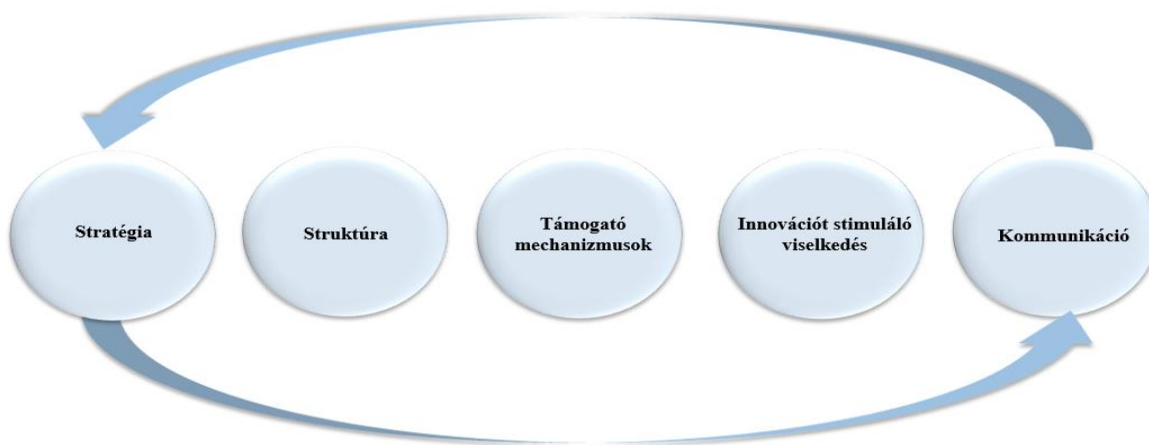 Stratégia
Struktúra
Támogató
mechanizmusok
Innovációt stimuláló
viselkedés
Kommunikáció